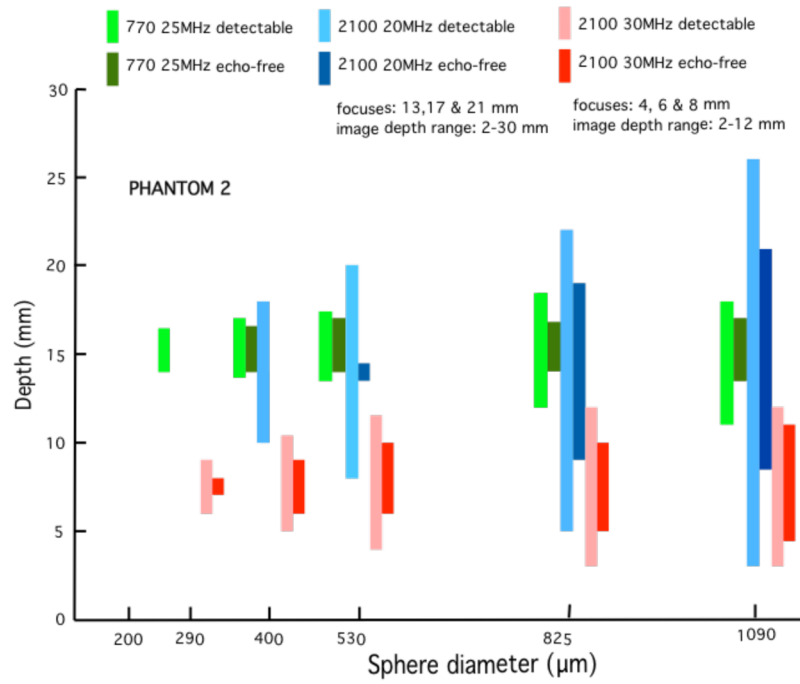 770 25MHz detectable
2100 20MHz detectable
2100 30MHz detectable
770 25MHz echo-free
2100 20MHz echo-free
2100 30MHz echo-free
focuses: 13,17 & 21 mm
image depth range: 2-30 mm
focuses: 4, 6 & 8 mm
image depth range: 2-12 mm
PHANTOM 2
Depth (mm)
30
25
20
15
10
5
0
200
290
400
530
825
1090
Sphere diameter (µm)